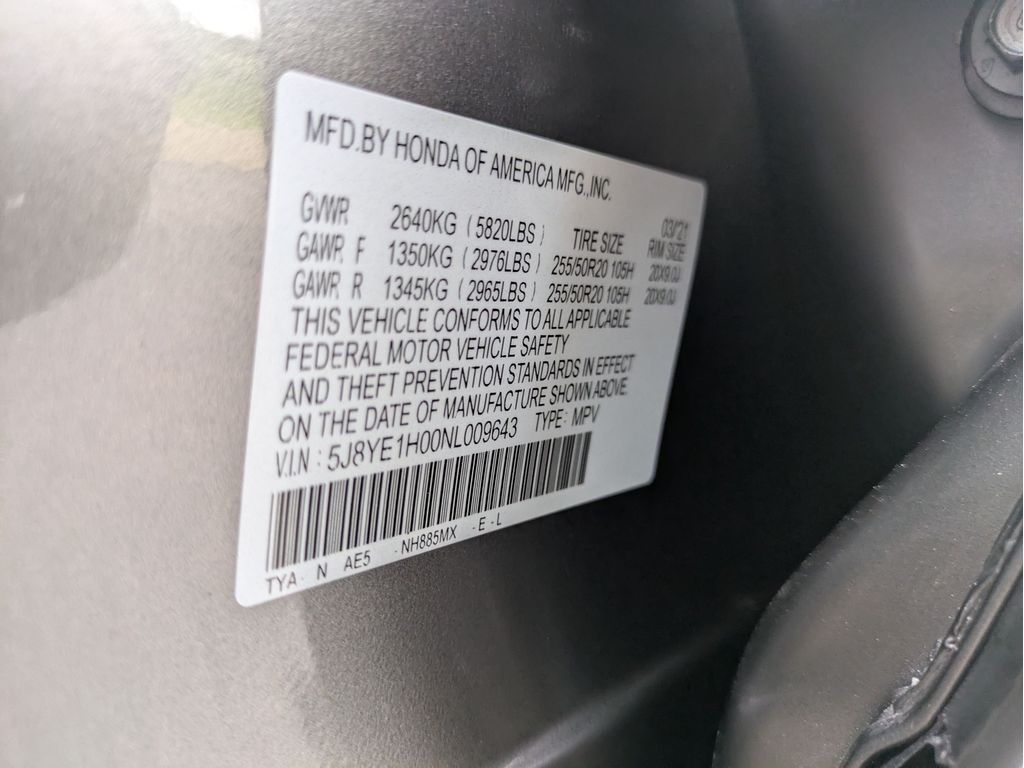 MFD.BY HONDA OF AMERICA MFG.,INC.
03/21
GVWR 2640KG (5820LBS) TIRE SIZE RIM SIZE
GAWR F 1350KG (2976LBS) 255/50R20 105H 20X9.0J
GAWR R 1345KG (2965LBS) 255/50R20 105H 20X9.0J
THIS VEHICLE CONFORMS TO ALL APPLICABLE
FEDERAL MOTOR VEHICLE SAFETY
AND THEFT PREVENTION STANDARDS IN EFFECT
ON THE DATE OF MANUFACTURE SHOWN ABOVE.
V.I.N : 5J8YE1H00NL009643 TYPE: MPV
TYA- N AE5 -NH885MX -E-L